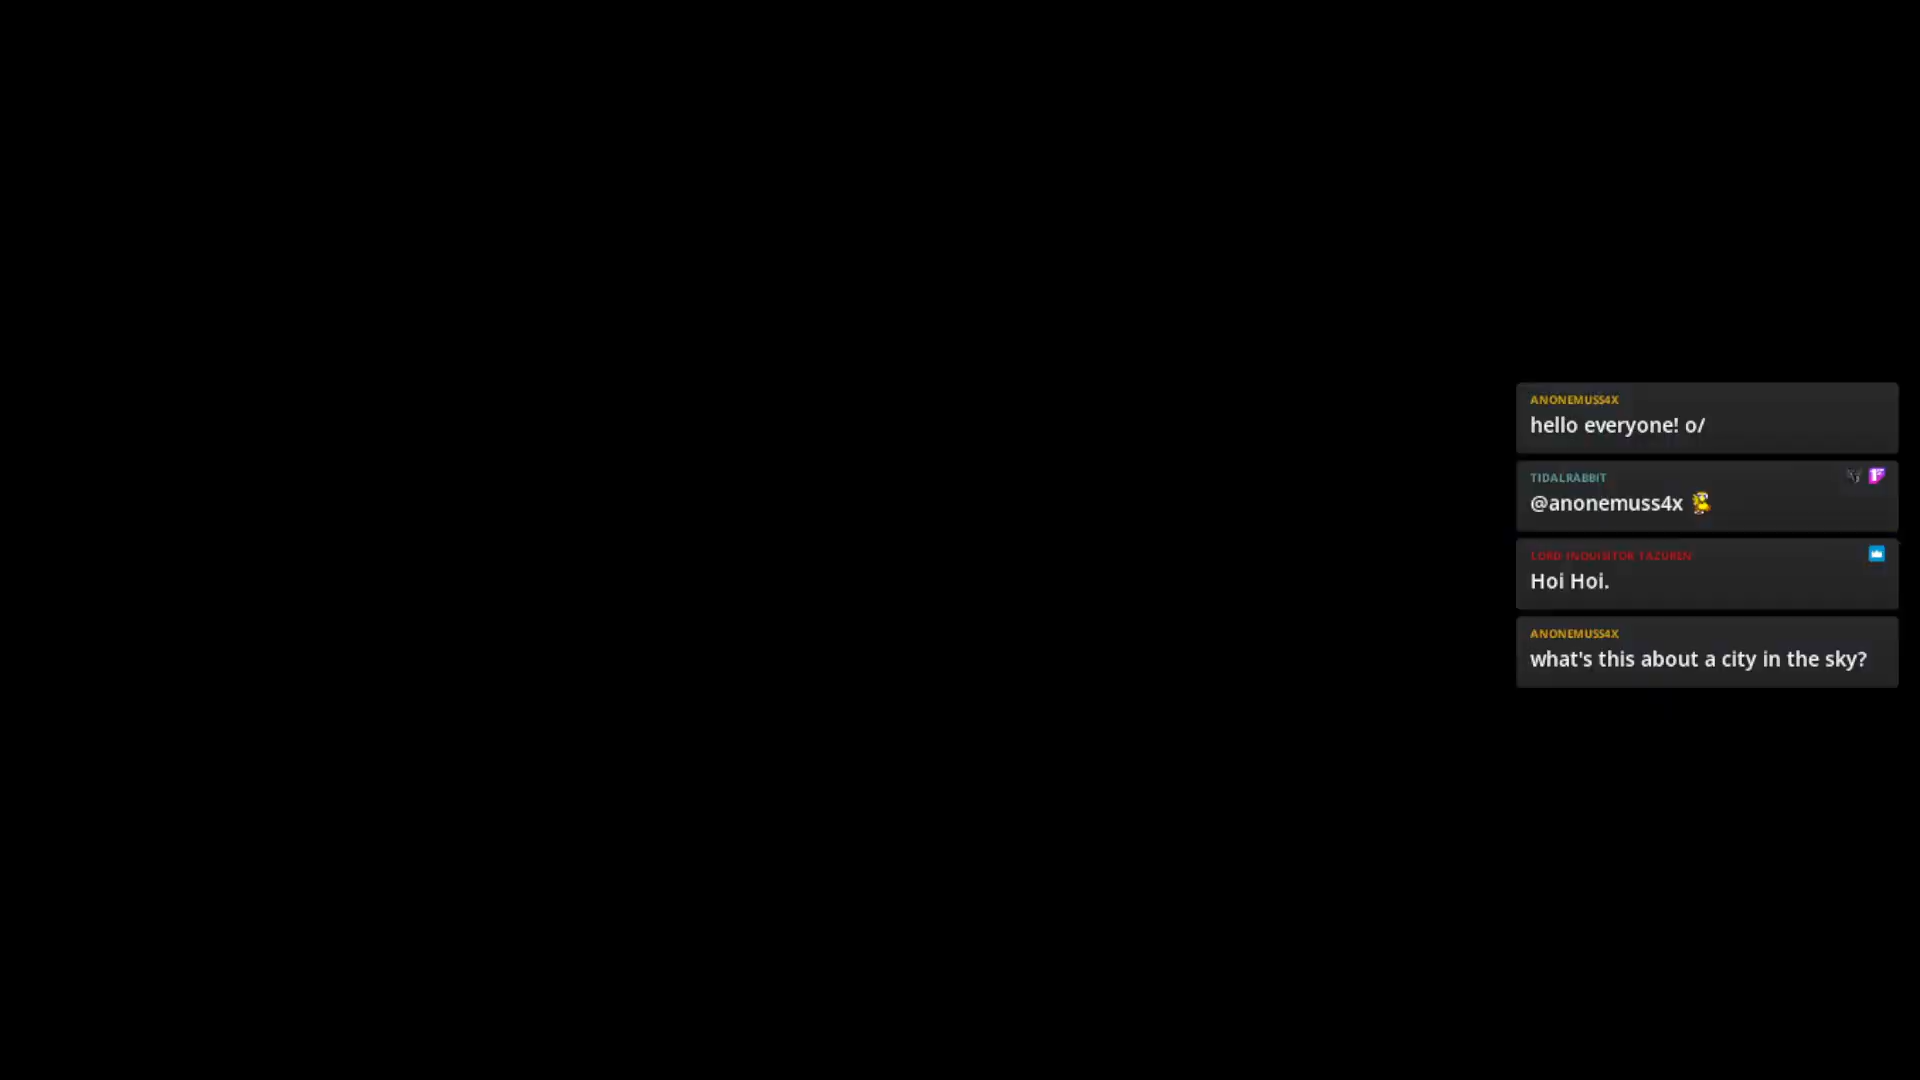 ANONEMUSS4X
hello everyone! o/
TIDALRABBIT
@anonemuss4x
LORD INQUISITOR TAZUREN
Hoi Hoi.
ANONEMUSS4X
what's this about a city in the sky?